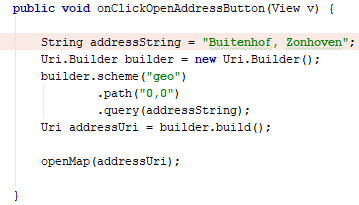 public void onClickOpenAddressButton(View v) {
String addressString = "Buitenhof, Zonhoven";
Uri.Builder builder = new Uri.Builder();
builder.scheme("geo")
.path("0,0")
.query(addressString);
Uri addressUri = builder.build();
openMap(addressUri);
}